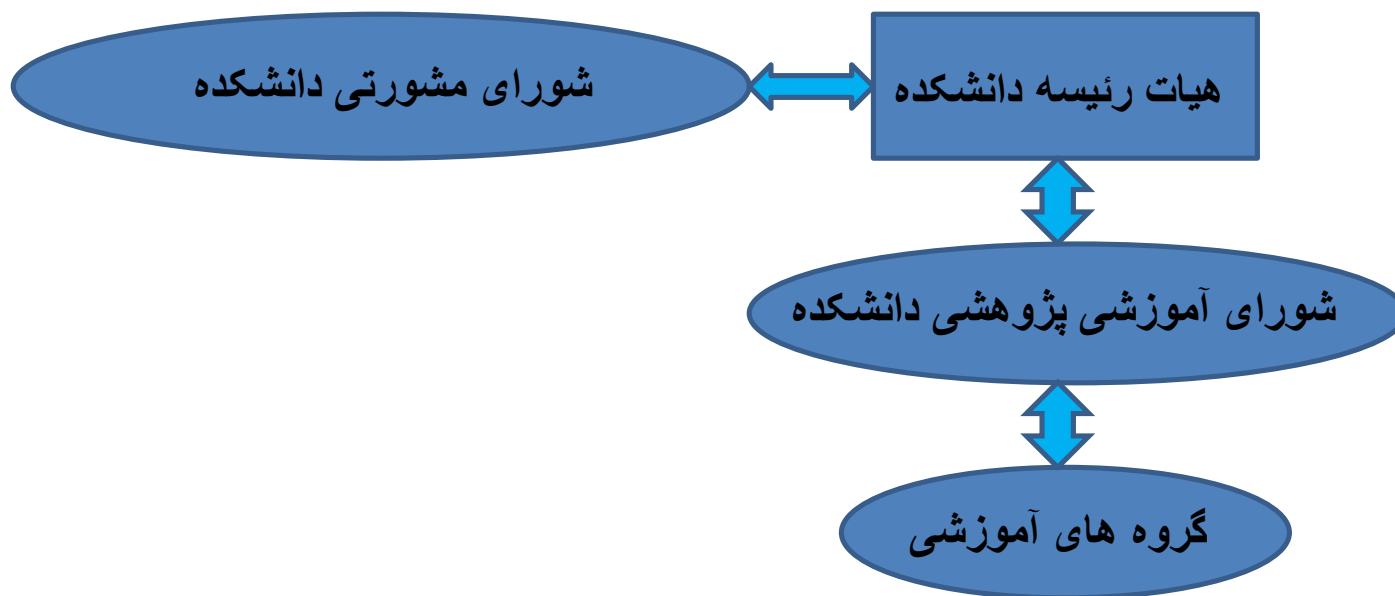 هیات رئیسه دانشکده
شورای مشورتی دانشکده
شورای آموزشی پژوهشی دانشکده
گروه های آموزشی